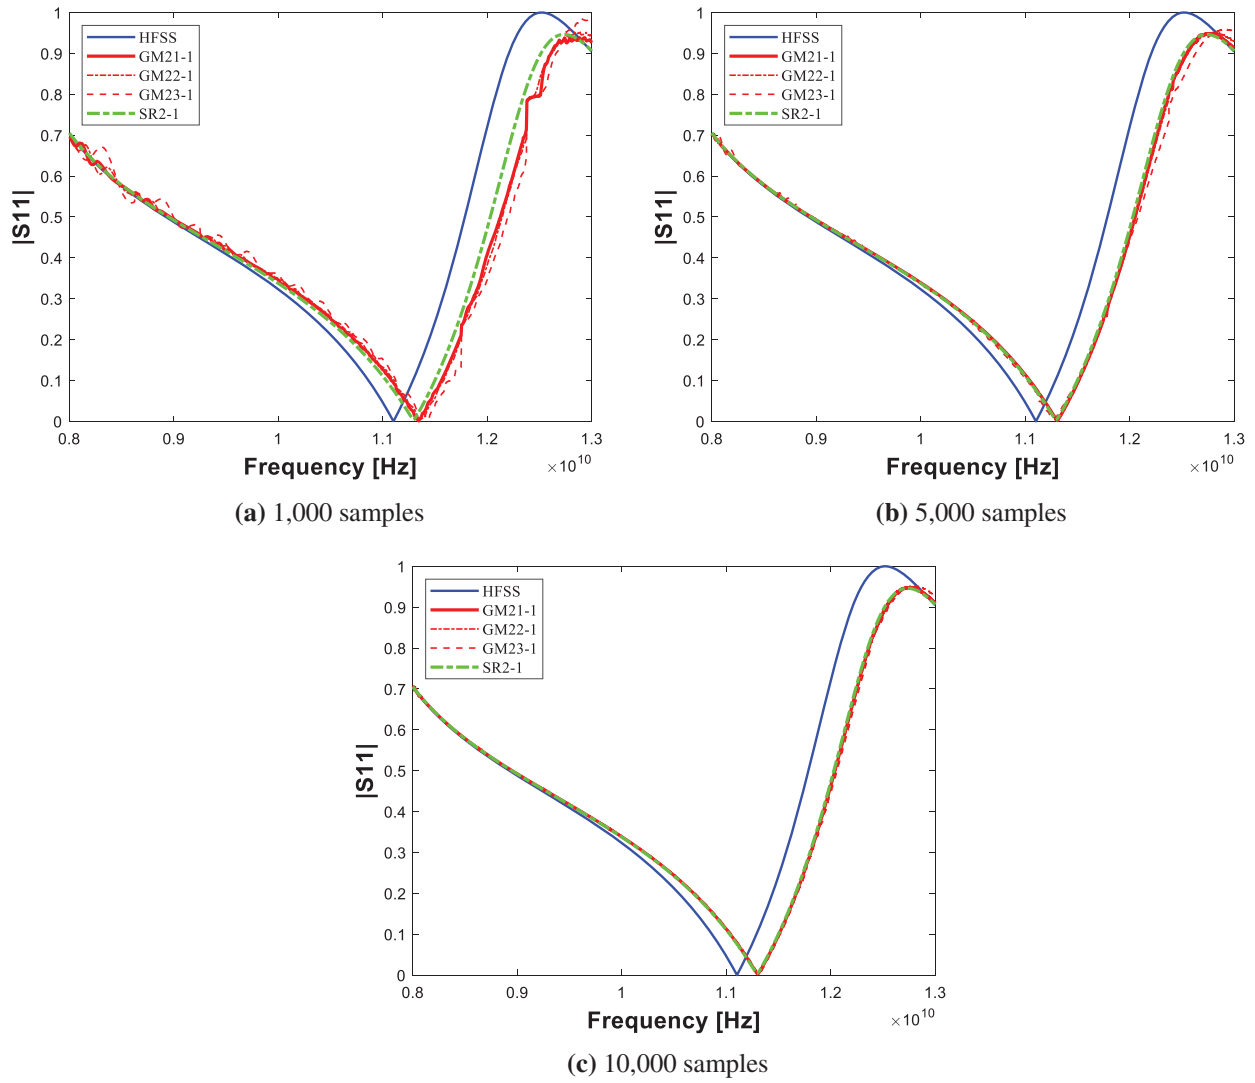 1
0.9
0.8
0.7
0.6
0.5
0.4
0.3
0.2
0.1
0
|S11|
HFSS
GM21-1
GM22-1
GM23-1
SR2-1
0.8 0.9 1 1.1 1.2 1.3
Frequency [Hz]
×10^10
(a) 1,000 samples
1
0.9
0.8
0.7
0.6
0.5
0.4
0.3
0.2
0.1
0
|S11|
HFSS
GM21-1
GM22-1
GM23-1
SR2-1
0.8 0.9 1 1.1 1.2 1.3
Frequency [Hz]
×10^10
(b) 5,000 samples
1
0.9
0.8
0.7
0.6
0.5
0.4
0.3
0.2
0.1
0
|S11|
HFSS
GM21-1
GM22-1
GM23-1
SR2-1
0.8 0.9 1 1.1 1.2 1.3
Frequency [Hz]
×10^10
(c) 10,000 samples